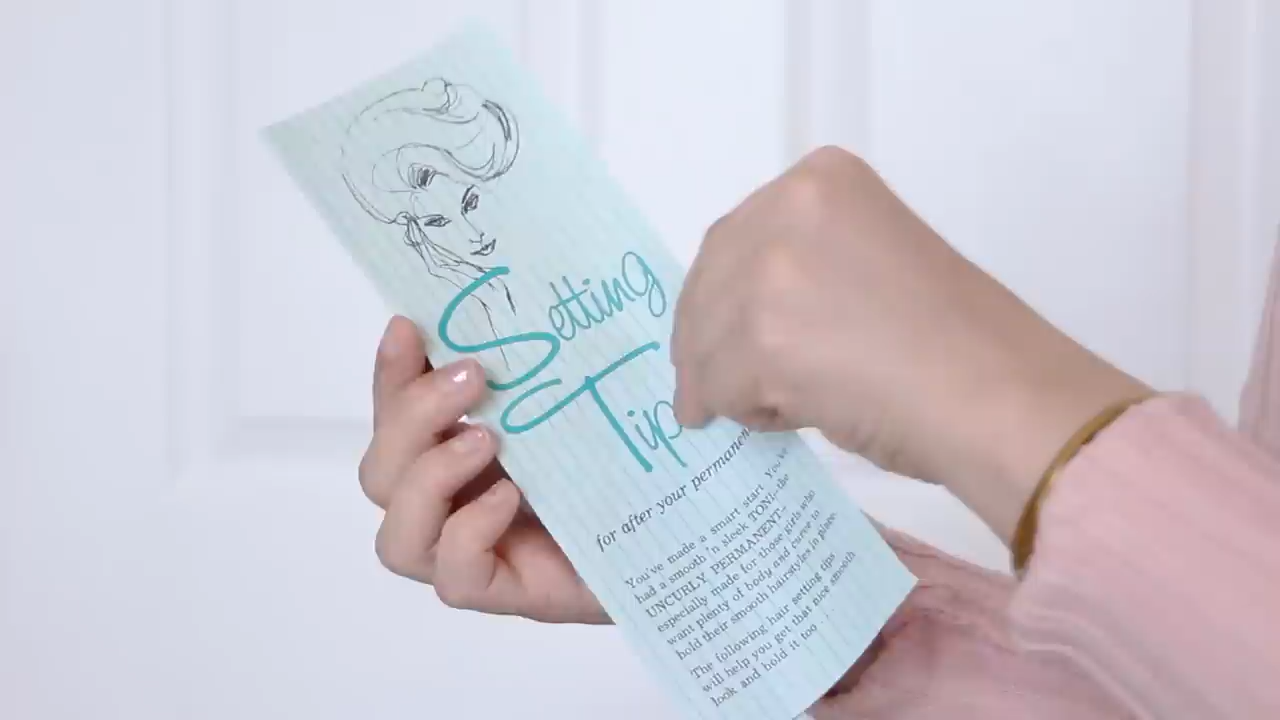 Setting
Tip
for after your permanen
You've made a smart start. You've
had a smooth 'n sleek TONI—the
UNCURLY PERMANENT—
especially made for those girls who
want plenty of body and curve to
hold their smooth hairstyles in place.
The following hair setting tips
will help you get that nice smooth
look and hold it too . . .